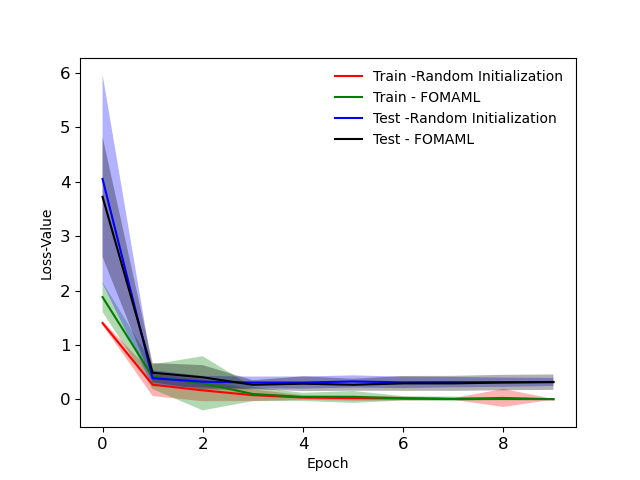 Train -Random Initialization
Train - FOMAML
Test -Random Initialization
Test - FOMAML
6
5
4
3
2
1
0
Loss-Value
0 2 4 6 8
Epoch